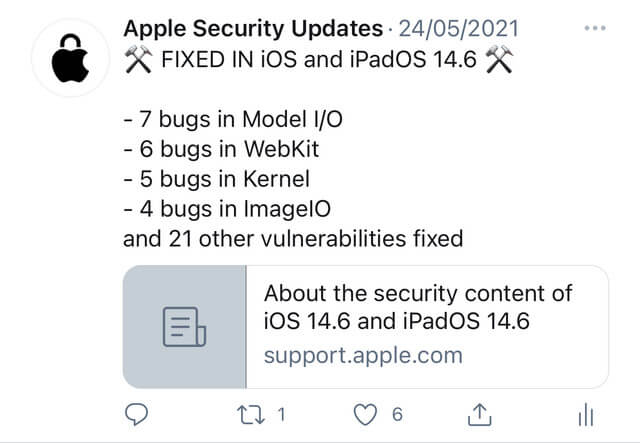 Apple Security Updates · 24/05/2021
⚒ FIXED IN iOS and iPadOS 14.6 ⚒
- 7 bugs in Model I/O
- 6 bugs in WebKit
- 5 bugs in Kernel
- 4 bugs in ImageIO
and 21 other vulnerabilities fixed
About the security content of
iOS 14.6 and iPadOS 14.6
support.apple.com
1 6